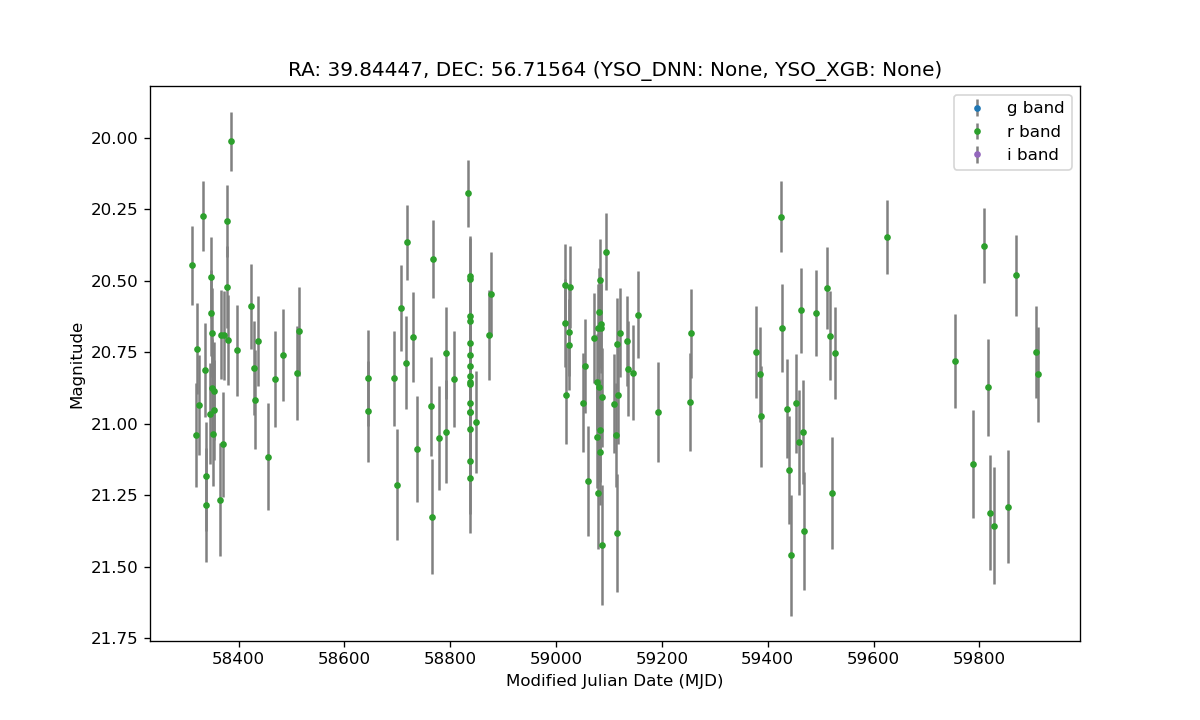 RA: 39.84447, DEC: 56.71564 (YSO_DNN: None, YSO_XGB: None)
g band
r band
i band
20.00
20.25
20.50
20.75
21.00
21.25
21.50
21.75
Magnitude
58400 58600 58800 59000 59200 59400 59600 59800
Modified Julian Date (MJD)